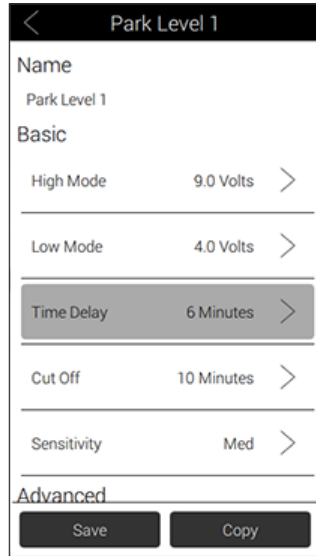 Park Level 1
Name
Park Level 1
Basic
High Mode 9.0 Volts
Low Mode 4.0 Volts
Time Delay 6 Minutes
Cut Off 10 Minutes
Sensitivity Med
Advanced
Save Copy